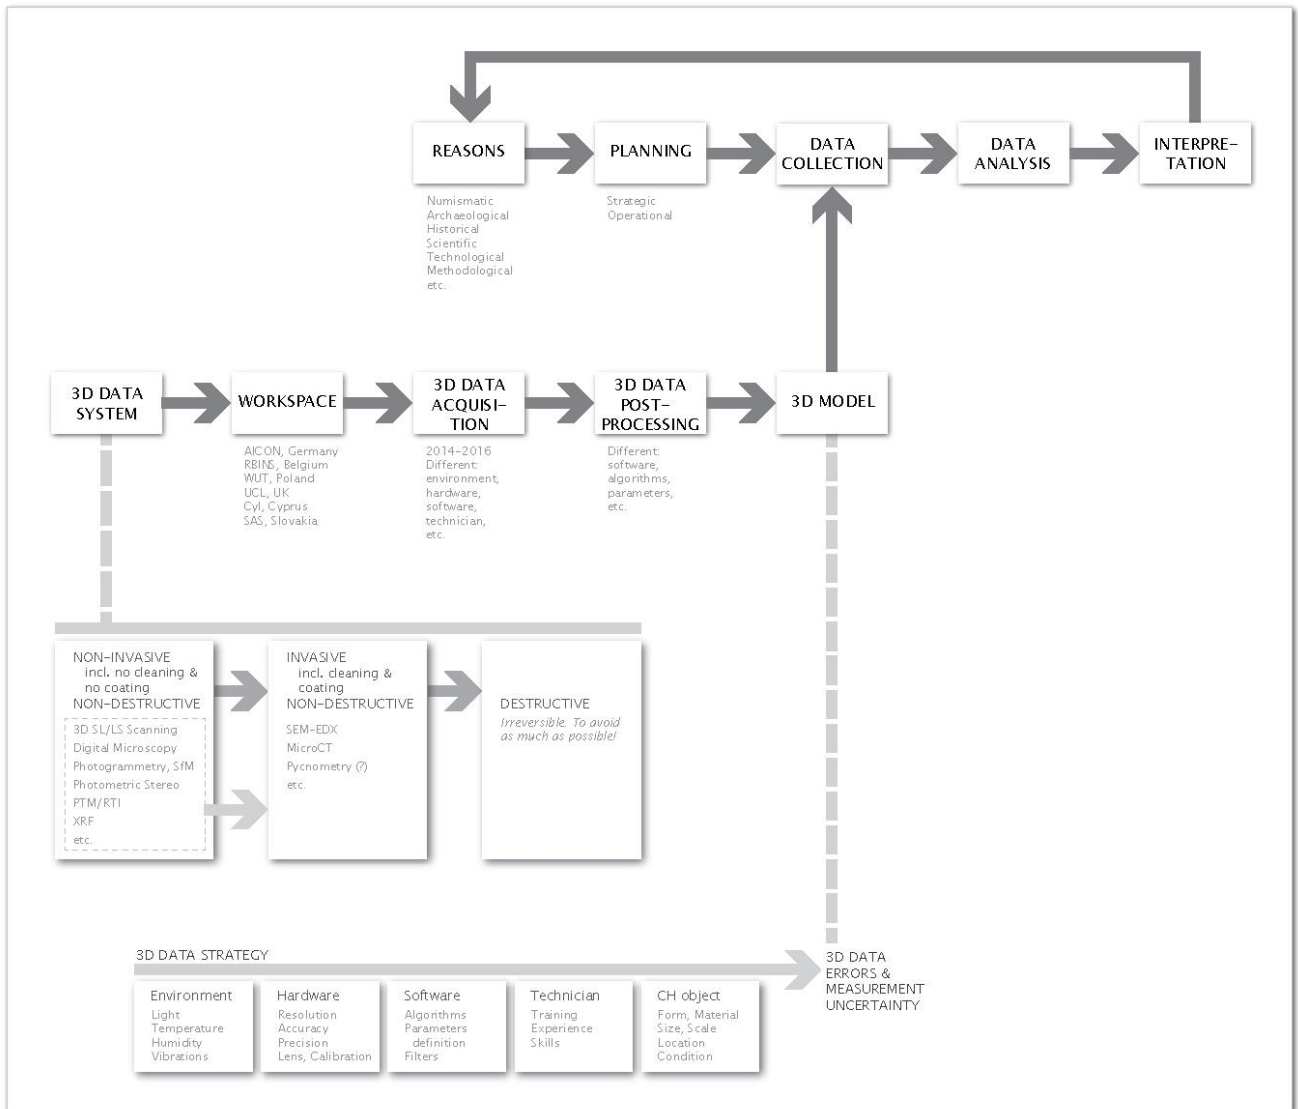 REASONS
PLANNING
DATA
COLLECTION
DATA
ANALYSIS
INTERPRE-
TATION
Numismatic
Archaeological
Historical
Scientific
Technological
Methodological
etc.
Strategic
Operational
3D DATA
SYSTEM
WORKSPACE
3D DATA
ACQUISI-
TION
3D DATA
POST-
PROCESSING
3D MODEL
AICON, Germany
RBINS, Belgium
WUT, Poland
UCL, UK
CyI, Cyprus
SAS, Slovakia
2014-2016
Different:
environment,
hardware,
software,
technician,
etc.
Different:
software,
algorithms,
parameters,
etc.
NON-INVASIVE
incl. no cleaning &
no coating
NON-DESTRUCTIVE
3D SL/LS Scanning
Digital Microscopy
Photogrammetry, SfM
Photometric Stereo
PTM/RTI
XRF
etc.
INVASIVE
incl. cleaning &
coating
NON-DESTRUCTIVE
SEM-EDX
MicroCT
Pycnometry (?)
etc.
DESTRUCTIVE
Irreversible. To avoid
as much as possible!
3D DATA STRATEGY
3D DATA
ERRORS &
MEASUREMENT
UNCERTAINTY
Environment
Light
Temperature
Humidity
Vibrations
Hardware
Resolution
Accuracy
Precision
Lens, Calibration
Software
Algorithms
Parameters
definition
Filters
Technician
Training
Experience
Skills
CH object
Form, Material
Size, Scale
Location
Condition